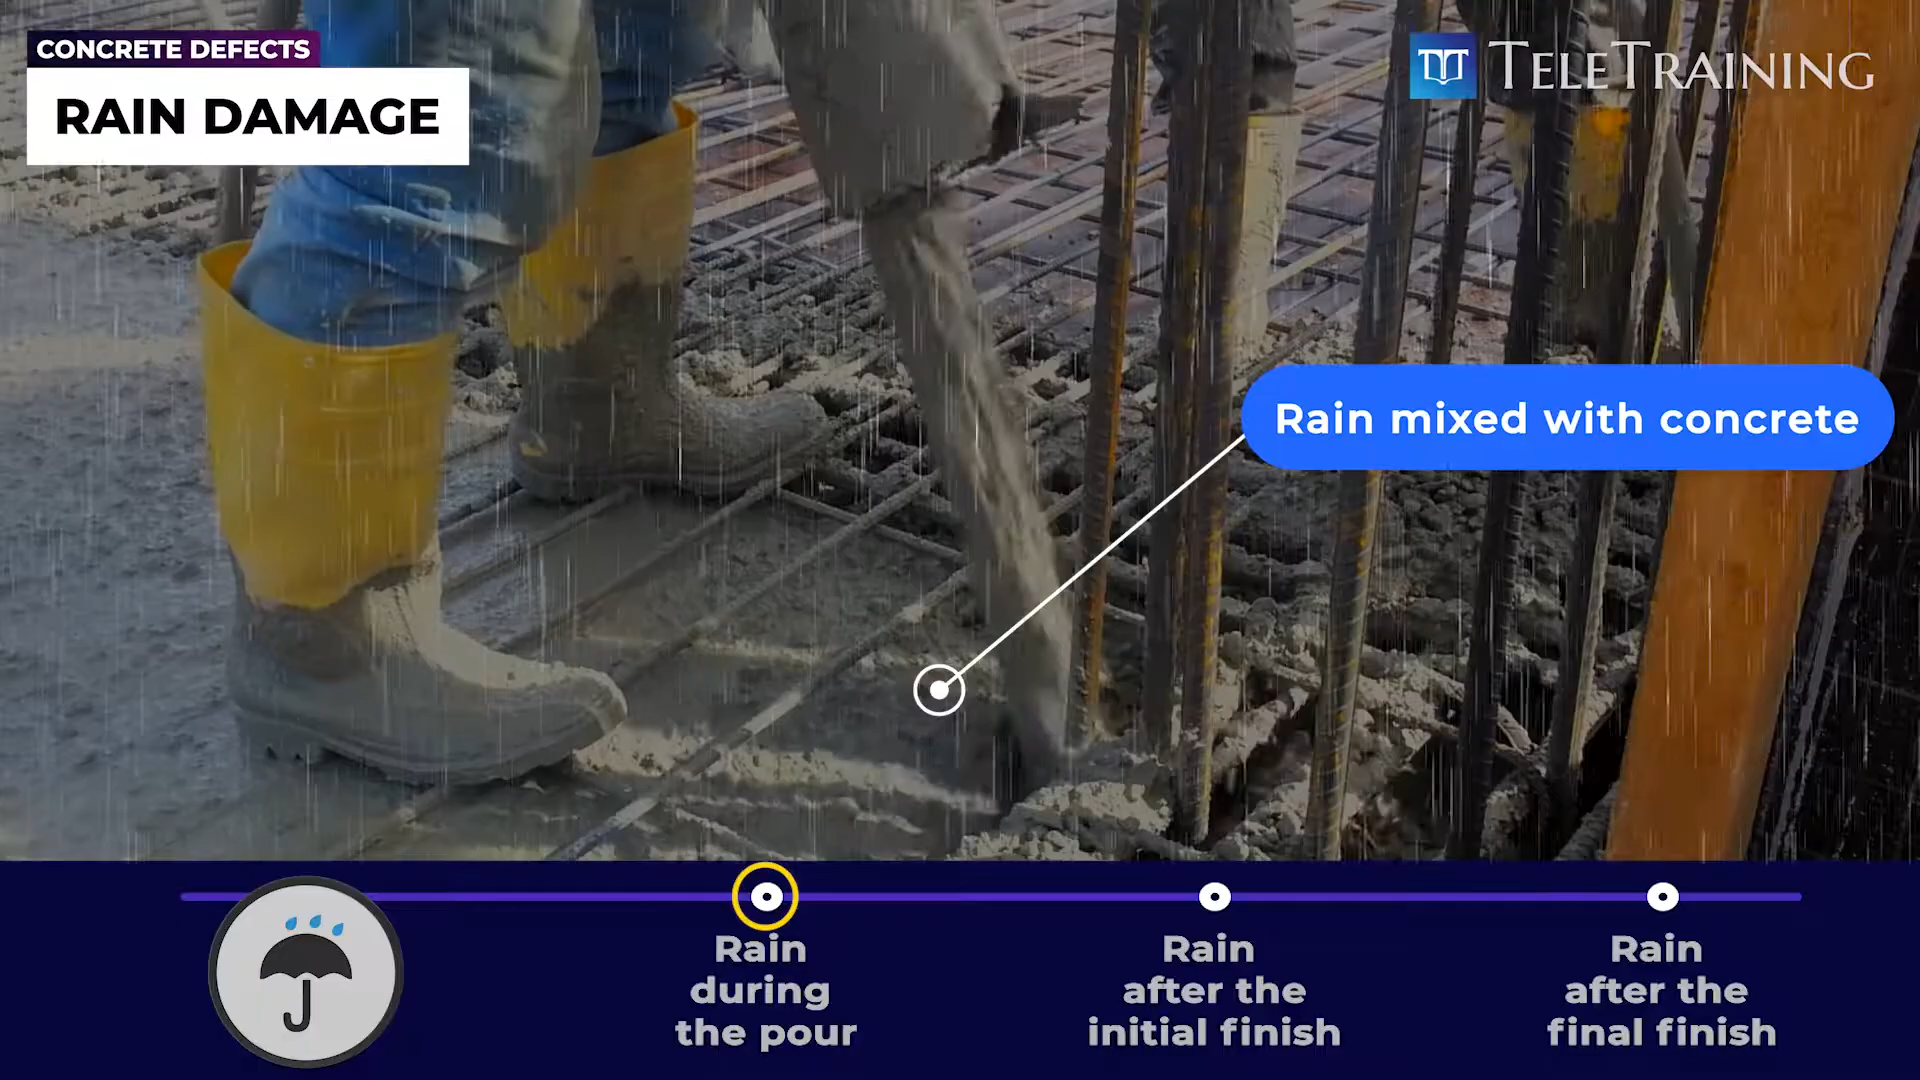 CONCRETE DEFECTS
RAIN DAMAGE
TELETRAINING
Rain mixed with concrete
Rain
during
the pour
Rain
after the
initial finish
Rain
after the
final finish